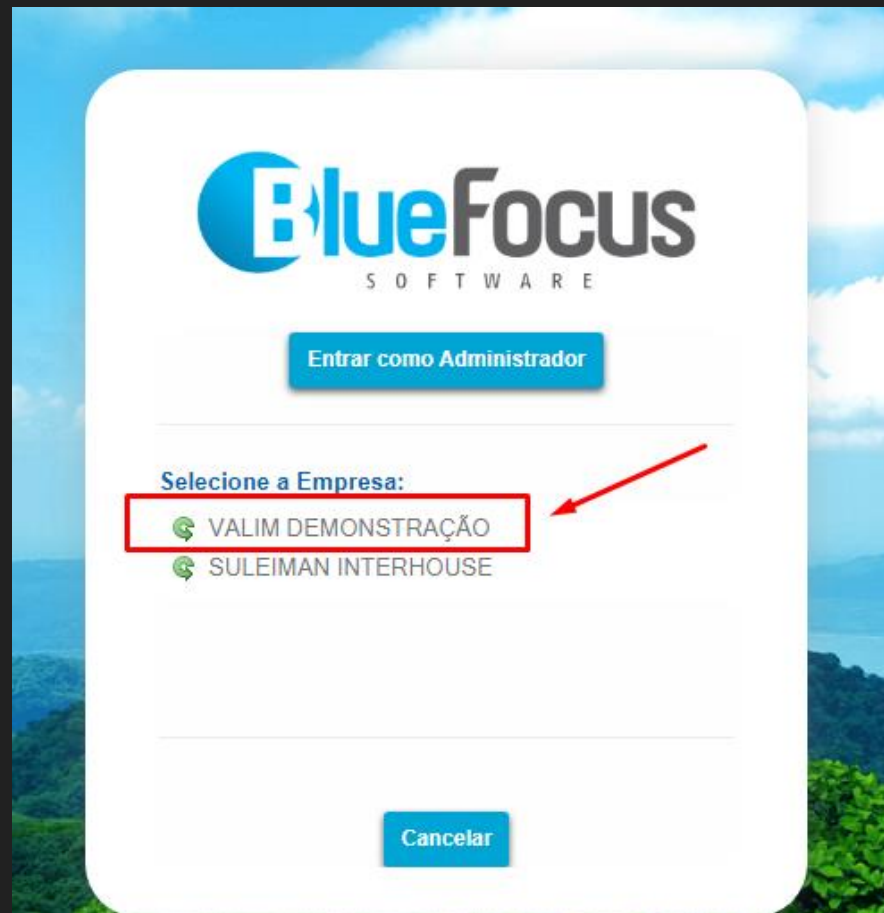 BlueFocus
SOFTWARE
Entrar como Administrador
Selecione a Empresa:
VALIM DEMONSTRAÇÃO
SULEIMAN INTERHOUSE
Cancelar